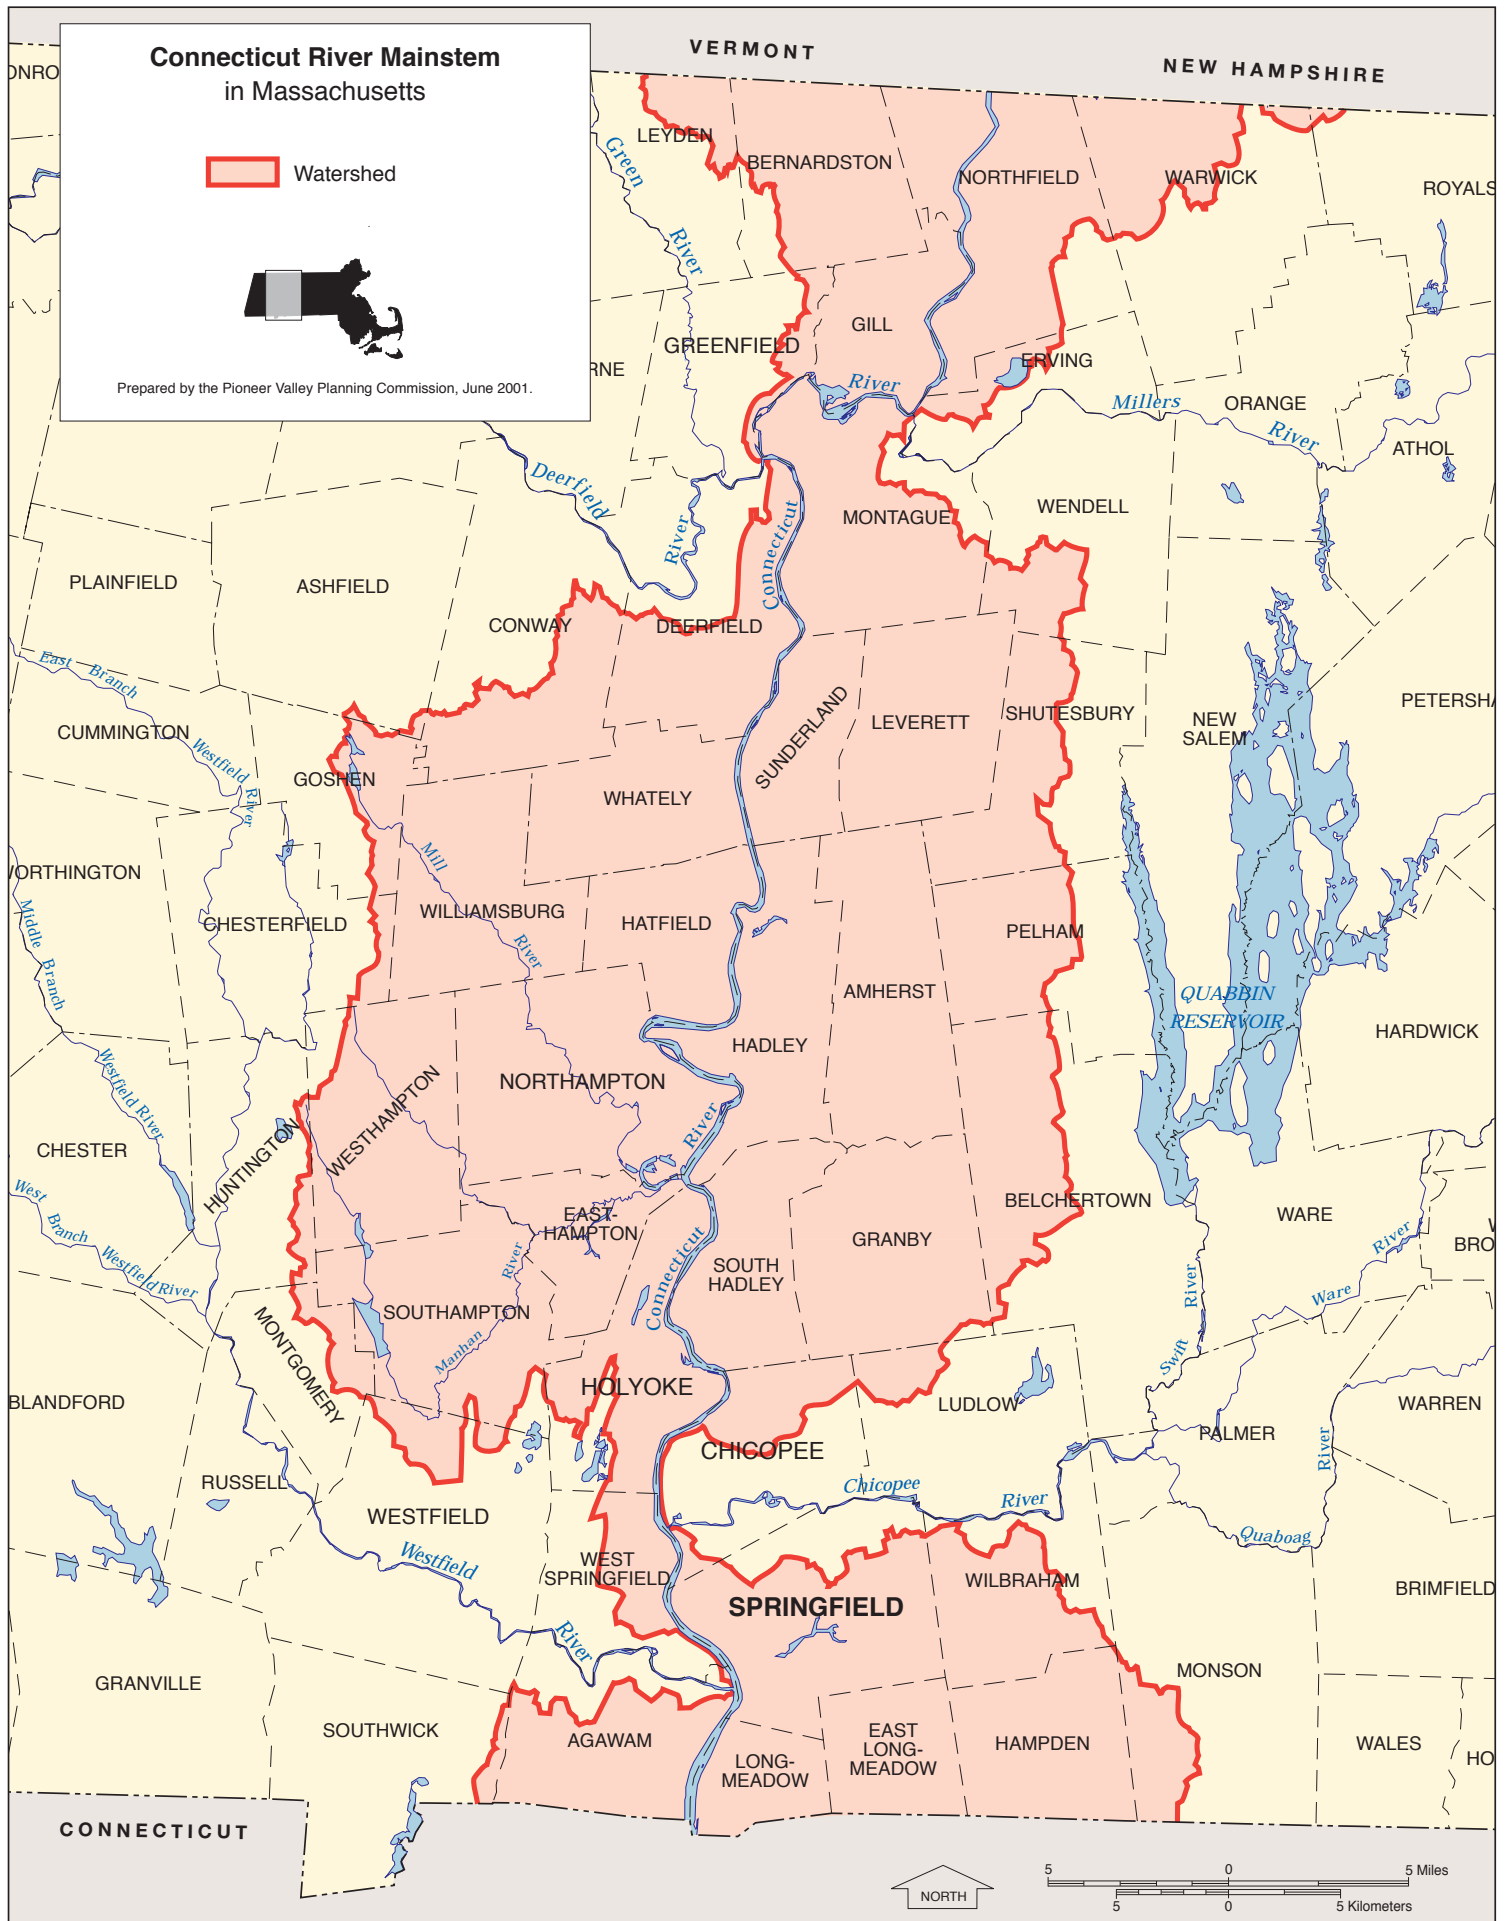 VERMONT
NEW HAMPSHIRE
Connecticut River Mainstem
in Massachusetts
Watershed
Prepared by the Pioneer Valley Planning Commission, June 2001.
ONRO
LEYDEN
BERNARDSTON
NORTHFIELD
WARWICK
ROYALS
Green
River
GILL
GREENFIELD
RNE
ERVING
River
Millers
River
ORANGE
ATHOL
Deerfield
River
Connecticut
MONTAGUE
WENDELL
PLAINFIELD
ASHFIELD
CONWAY
DEERFIELD
East Branch
Westfield
River
CUMMINGTON
GOSHEN
SUNDERLAND
LEVERETT
SHUTESBURY
NEW
SALEM
PETERSHA
WHATELY
WORTHINGTON
Mill
River
WILLIAMSBURG
HATFIELD
CHESTERFIELD
PELHAM
Middle
Branch
Westfield River
AMHERST
QUABBIN
RESERVOIR
HARDWICK
HADLEY
NORTHAMPTON
WESTHAMPTON
River
CHESTER
HUNTINGTON
West
Branch
Westfield River
BELCHERTOWN
WARE
EAST-
HAMPTON
GRANBY
SOUTH
HADLEY
Connecticut
River
River
BRO
Ware
SOUTHAMPTON
Manhan
River
Swift
MONTGOMERY
HOLYOKE
BLANDFORD
LUDLOW
WARREN
CHICOPEE
PALMER
River
RUSSELL
Chicopee
River
WESTFIELD
Quaboag
Westfield
River
WEST
SPRINGFIELD
WILBRAHAM
BRIMFIELD
SPRINGFIELD
GRANVILLE
MONSON
SOUTHWICK
AGAWAM
EAST
LONG-
MEADOW
HAMPDEN
WALES
HO
LONG-
MEADOW
CONNECTICUT
NORTH
5 0 5 Miles
5 0 5 Kilometers